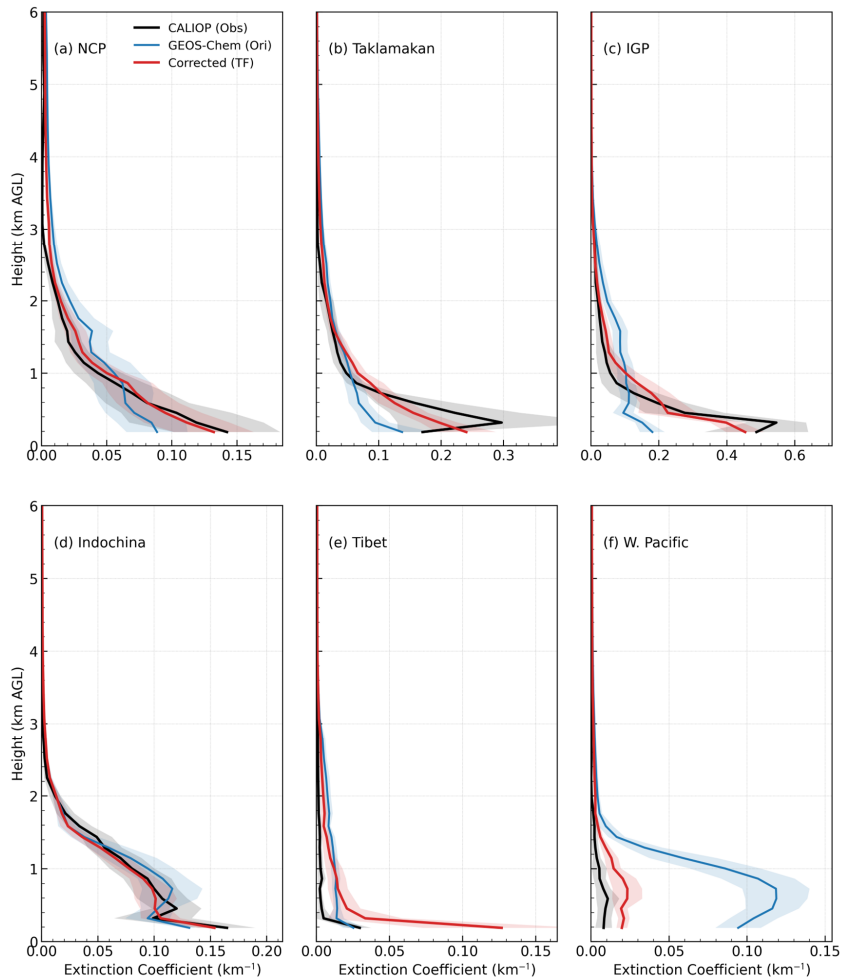 6
5
4
3
2
1
0
Height (km AGL)
(a) NCP
CALIOP (Obs)
GEOS-Chem (Ori)
Corrected (TF)
0.00 0.05 0.10 0.15
(b) Taklamakan
0.0 0.1 0.2 0.3
(c) IGP
0.0 0.2 0.4 0.6
6
5
4
3
2
1
0
Height (km AGL)
(d) Indochina
0.00 0.05 0.10 0.15 0.20
Extinction Coefficient (km⁻¹)
(e) Tibet
0.00 0.05 0.10 0.15
Extinction Coefficient (km⁻¹)
(f) W. Pacific
0.00 0.05 0.10 0.15
Extinction Coefficient (km⁻¹)